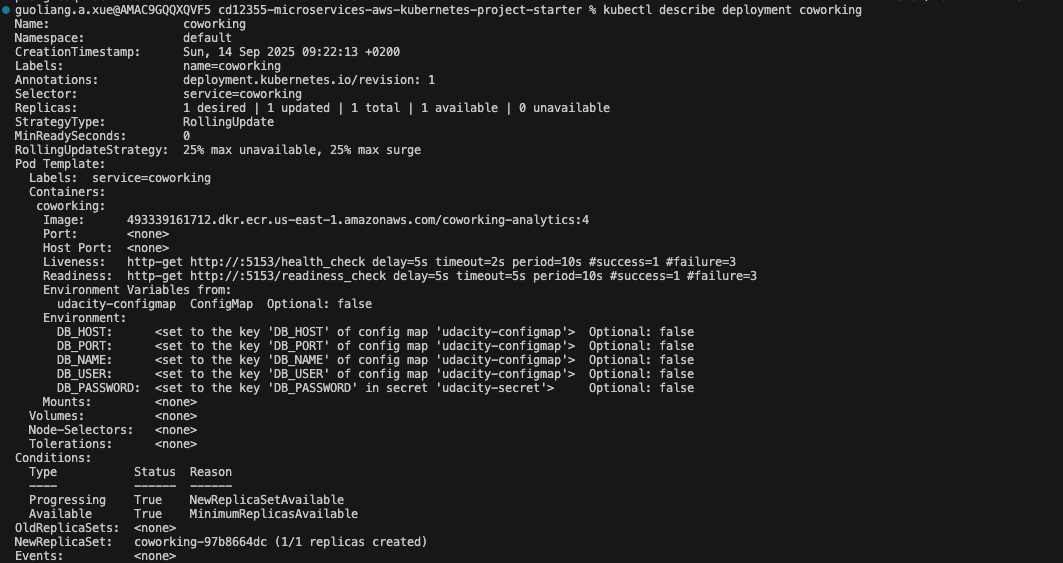 guoliang.a.xue@AMAC9GQQXQVF5 cd12355-microservices-aws-kubernetes-project-starter % kubectl describe deployment coworking
Name:                   coworking
Namespace:              default
CreationTimestamp:      Sun, 14 Sep 2025 09:22:13 +0200
Labels:                 name=coworking
Annotations:            deployment.kubernetes.io/revision: 1
Selector:               service=coworking
Replicas:               1 desired | 1 updated | 1 total | 1 available | 0 unavailable
StrategyType:           RollingUpdate
MinReadySeconds:        0
RollingUpdateStrategy:  25% max unavailable, 25% max surge
Pod Template:
  Labels:  service=coworking
  Containers:
   coworking:
    Image:      493339161712.dkr.ecr.us-east-1.amazonaws.com/coworking-analytics:4
    Port:       <none>
    Host Port:  <none>
    Liveness:   http-get http://:5153/health_check delay=5s timeout=2s period=10s #success=1 #failure=3
    Readiness:  http-get http://:5153/readiness_check delay=5s timeout=5s period=10s #success=1 #failure=3
    Environment Variables from:
      udacity-configmap  ConfigMap  Optional: false
    Environment:
      DB_HOST:      <set to the key 'DB_HOST' of config map 'udacity-configmap'>  Optional: false
      DB_PORT:      <set to the key 'DB_PORT' of config map 'udacity-configmap'>  Optional: false
      DB_NAME:      <set to the key 'DB_NAME' of config map 'udacity-configmap'>  Optional: false
      DB_USER:      <set to the key 'DB_USER' of config map 'udacity-configmap'>  Optional: false
      DB_PASSWORD:  <set to the key 'DB_PASSWORD' in secret 'udacity-secret'>     Optional: false
    Mounts:         <none>
  Volumes:          <none>
  Node-Selectors:   <none>
  Tolerations:      <none>
Conditions:
  Type           Status  Reason
  ----           ------  ------
  Progressing    True    NewReplicaSetAvailable
  Available      True    MinimumReplicasAvailable
OldReplicaSets:  <none>
NewReplicaSet:   coworking-97b8664dc (1/1 replicas created)
Events:          <none>